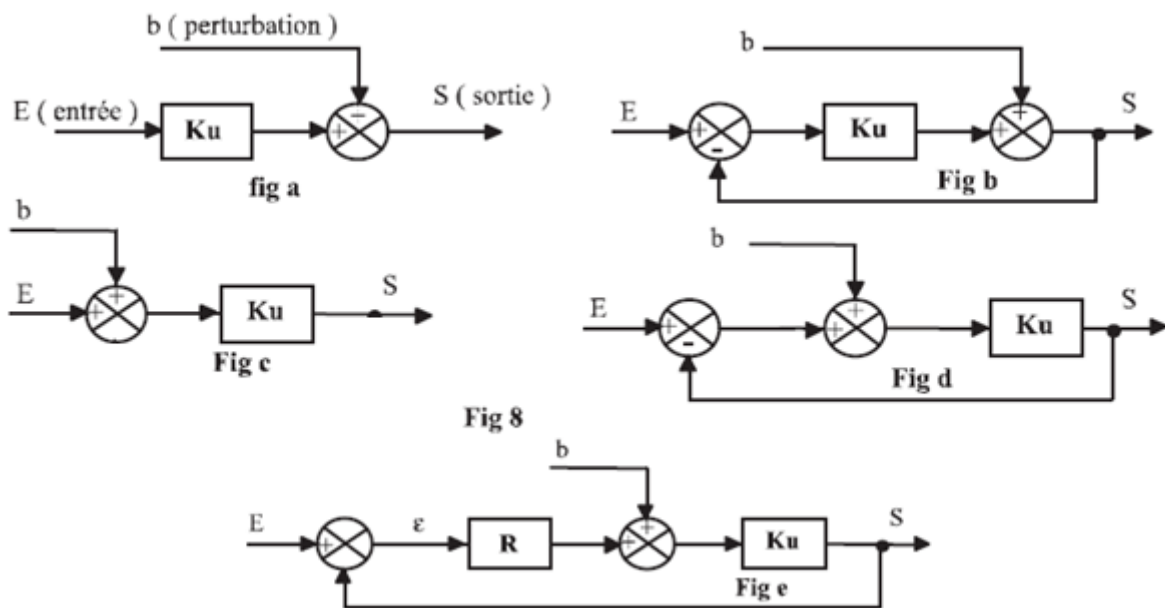 b ( perturbation )
E ( entrée )
Ku
+
−
S ( sortie )
fig a
b
E
+
-
Ku
+
+
S
Fig b
b
E
+
+
Ku
S
Fig c
b
E
+
-
+
+
Ku
S
Fig d
Fig 8
b
E
+
ε
R
+
+
Ku
S
Fig e